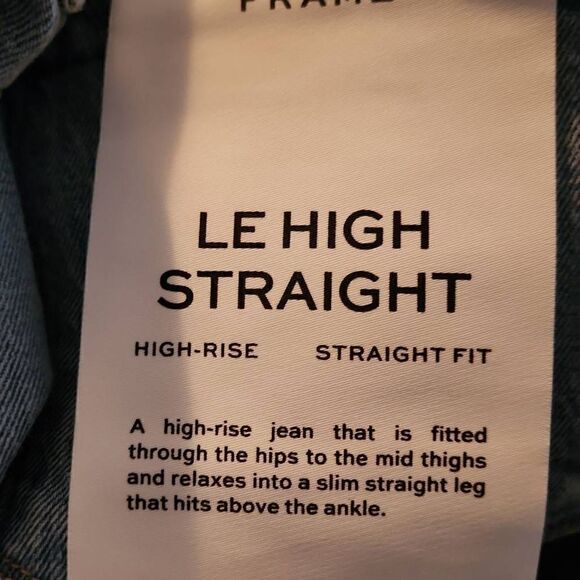 FRAME
LE HIGH
STRAIGHT
HIGH-RISE STRAIGHT FIT
A high-rise jean that is fitted
through the hips to the mid thighs
and relaxes into a slim straight leg
that hits above the ankle.